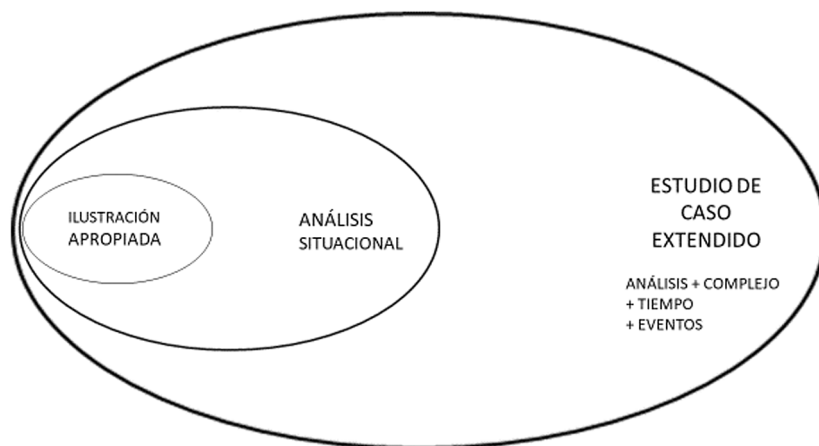 ILUSTRACIÓN
APROPIADA
ANÁLISIS
SITUACIONAL
ESTUDIO DE
CASO
EXTENDIDO
ANÁLISIS + COMPLEJO
+ TIEMPO
+ EVENTOS